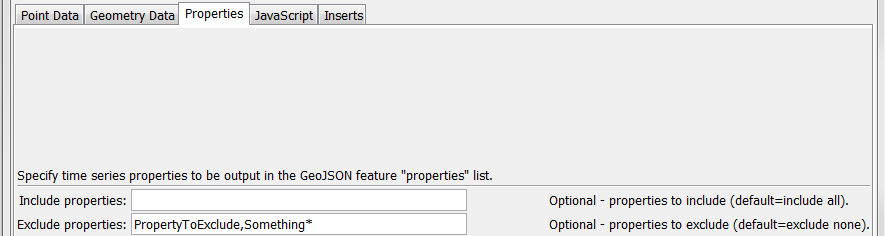 Point Data Geometry Data Properties JavaScript Inserts
Specify time series properties to be output in the GeoJSON feature "properties" list.
Include properties: Optional - properties to include (default=include all).
Exclude properties: PropertyToExclude,Something* Optional - properties to exclude (default=exclude none).